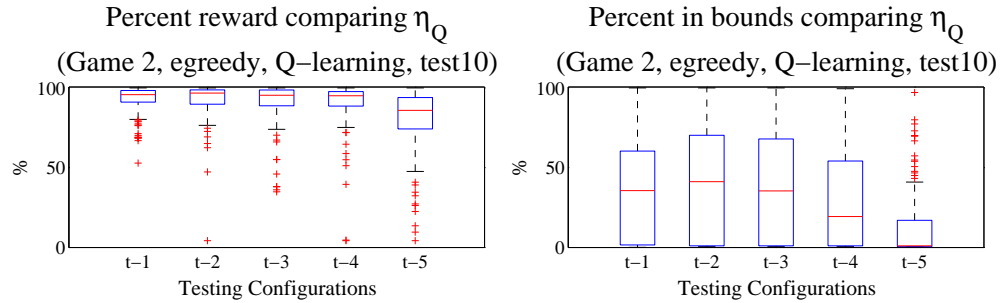 Percent reward comparing η_Q
(Game 2, egreedy, Q−learning, test10)
100
50
0
%
t−1 t−2 t−3 t−4 t−5
Testing Configurations
Percent in bounds comparing η_Q
(Game 2, egreedy, Q−learning, test10)
100
50
0
%
t−1 t−2 t−3 t−4 t−5
Testing Configurations